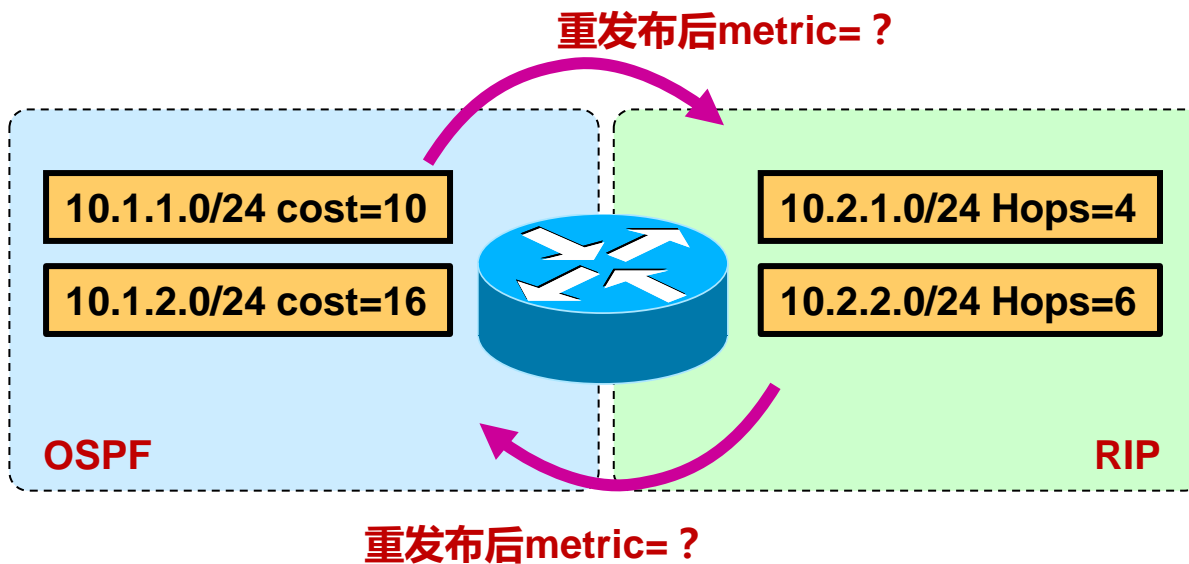 重发布后metric=？
10.1.1.0/24 cost=10
10.1.2.0/24 cost=16
OSPF
10.2.1.0/24 Hops=4
10.2.2.0/24 Hops=6
RIP
重发布后metric=？